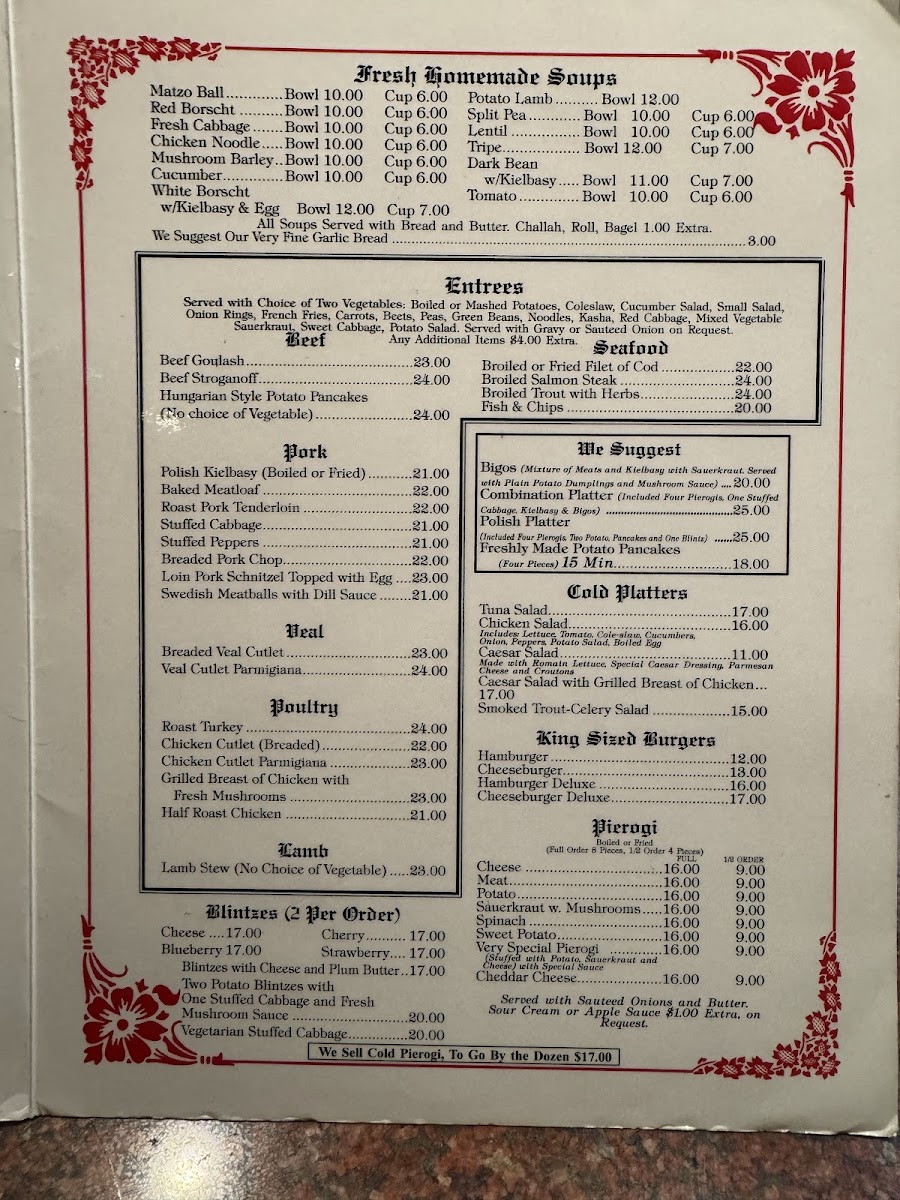 Fresh Homemade Soups
Matzo Ball............Bowl 10.00 Cup 6.00
Red Borscht ..........Bowl 10.00 Cup 6.00
Fresh Cabbage .......Bowl 10.00 Cup 6.00
Chicken Noodle.....Bowl 10.00 Cup 6.00
Mushroom Barley..Bowl 10.00 Cup 6.00
Cucumber.............Bowl 10.00 Cup 6.00
White Borscht
w/Kielbasy & Egg Bowl 12.00 Cup 7.00
Potato Lamb .......... Bowl 12.00
Split Pea............. Bowl 10.00 Cup 6.00
Lentil .................. Bowl 10.00 Cup 6.00
Tripe................... Bowl 12.00 Cup 7.00
Dark Bean
w/Kielbasy..... Bowl 11.00 Cup 7.00
Tomato............... Bowl 10.00 Cup 6.00
All Soups Served with Bread and Butter. Challah, Roll, Bagel 1.00 Extra.
We Suggest Our Very Fine Garlic Bread ....................3.00
Entrees
Served with Choice of Two Vegetables: Boiled or Mashed Potatoes, Coleslaw, Cucumber Salad, Small Salad,
Onion Rings, French Fries, Carrots, Beets, Peas, Green Beans, Noodles, Kasha, Red Cabbage, Mixed Vegetable
Sauerkraut, Sweet Cabbage, Potato Salad. Served with Gravy or Sauteed Onion on Request.
Any Additional Items $4.00 Extra.
Beef
Beef Goulash....................23.00
Beef Stroganoff....................24.00
Hungarian Style Potato Pancakes
(No choice of Vegetable)....................24.00
Pork
Polish Kielbasy (Boiled or Fried) ..........21.00
Baked Meatloaf ....................22.00
Roast Pork Tenderloin ....................22.00
Stuffed Cabbage....................21.00
Stuffed Peppers ....................21.00
Breaded Pork Chop....................22.00
Loin Pork Schnitzel Topped with Egg ....23.00
Swedish Meatballs with Dill Sauce ........21.00
Veal
Breaded Veal Cutlet ....................23.00
Veal Cutlet Parmigiana....................24.00
Poultry
Roast Turkey ....................24.00
Chicken Cutlet (Breaded)....................22.00
Chicken Cutlet Parmigiana ....................23.00
Grilled Breast of Chicken with
Fresh Mushrooms ....................23.00
Half Roast Chicken ....................21.00
Lamb
Lamb Stew (No Choice of Vegetable) .....23.00
Seafood
Broiled or Fried Filet of Cod ....................22.00
Broiled Salmon Steak ....................24.00
Broiled Trout with Herbs....................24.00
Fish & Chips ....................20.00
We Suggest
Bigos (Mixture of Meats and Kielbasy with Sauerkraut. Served
with Plain Potato Dumplings and Mushroom Sauce) ....20.00
Combination Platter (Included Four Pierogis, One Stuffed
Cabbage, Kielbasy & Bigos) ....................25.00
Polish Platter
(Included Four Pierogis, Two Potato, Pancakes and One Blintz) ......25.00
Freshly Made Potato Pancakes
(Four Pieces) 15 Min....................18.00
Cold Platters
Tuna Salad....................17.00
Chicken Salad....................16.00
Includes: Lettuce, Tomato, Cole-slaw, Cucumbers,
Onion, Peppers, Potato Salad, Boiled Egg
Caesar Salad....................11.00
Made with Romain Lettuce, Special Caesar Dressing, Parmesan
Cheese and Croutons
Caesar Salad with Grilled Breast of Chicken...
17.00
Smoked Trout-Celery Salad ....................15.00
King Sized Burgers
Hamburger ....................12.00
Cheeseburger....................13.00
Hamburger Deluxe ....................16.00
Cheeseburger Deluxe....................17.00
Pierogi
Boiled or Fried
(Full Order 8 Pieces, 1/2 Order 4 Pieces)
FULL 1/2 ORDER
Cheese ....................16.00 9.00
Meat....................16.00 9.00
Potato....................16.00 9.00
Sauerkraut w. Mushrooms.....16.00 9.00
Spinach ....................16.00 9.00
Sweet Potato....................16.00 9.00
Very Special Pierogi ............16.00 9.00
(Stuffed with Potato, Sauerkraut and
Cheese) with Special Sauce
Cheddar Cheese....................16.00 9.00
Served with Sauteed Onions and Butter.
Sour Cream or Apple Sauce $1.00 Extra, on
Request.
Blintzes (2 Per Order)
Cheese ....17.00 Cherry.......... 17.00
Blueberry 17.00 Strawberry.... 17.00
Blintzes with Cheese and Plum Butter..17.00
Two Potato Blintzes with
One Stuffed Cabbage and Fresh
Mushroom Sauce ....................20.00
Vegetarian Stuffed Cabbage....................20.00
We Sell Cold Pierogi, To Go By the Dozen $17.00